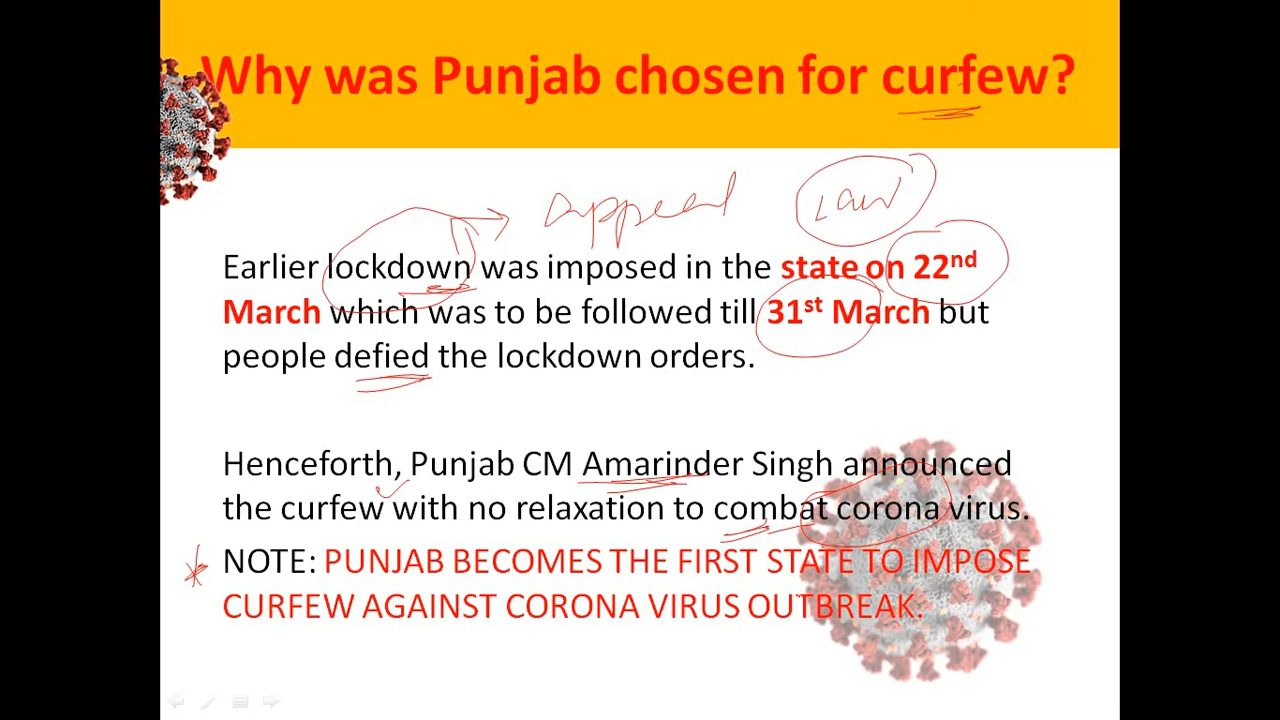 Why was Punjab chosen for curfew?
appeal Law
Earlier lockdown was imposed in the state on 22nd
March which was to be followed till 31st March but
people defied the lockdown orders.
Henceforth, Punjab CM Amarinder Singh announced
the curfew with no relaxation to combat corona virus.
NOTE: PUNJAB BECOMES THE FIRST STATE TO IMPOSE
CURFEW AGAINST CORONA VIRUS OUTBREAK.